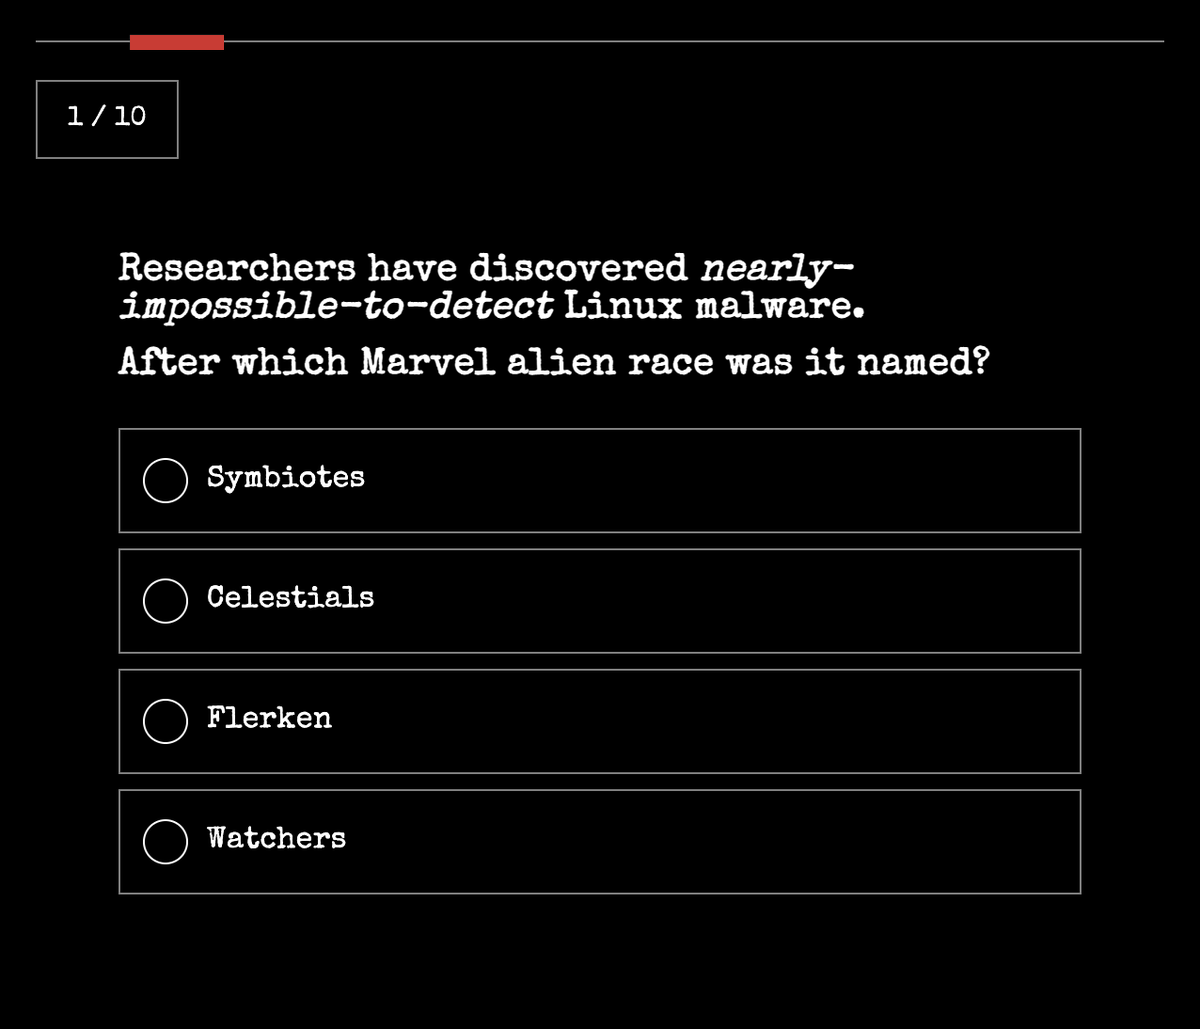 1 / 10
Researchers have discovered nearly-
impossible-to-detect Linux malware.
After which Marvel alien race was it named?
Symbiotes
Celestials
Flerken
Watchers